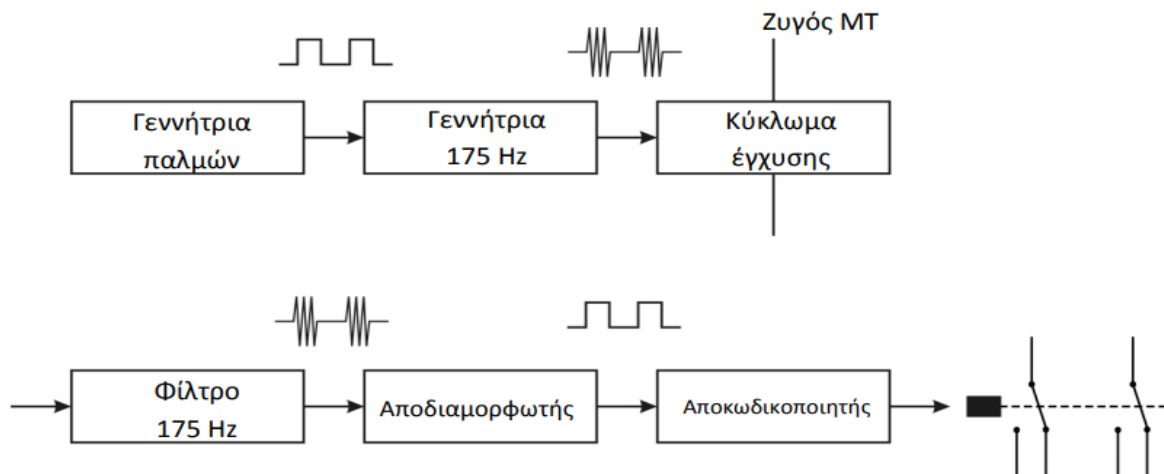 Ζυγός ΜΤ
Γεννήτρια
παλμών
Γεννήτρια
175 Hz
Κύκλωμα
έγχυσης
Φίλτρο
175 Hz
Αποδιαμορφωτής
Αποκωδικοποιητής